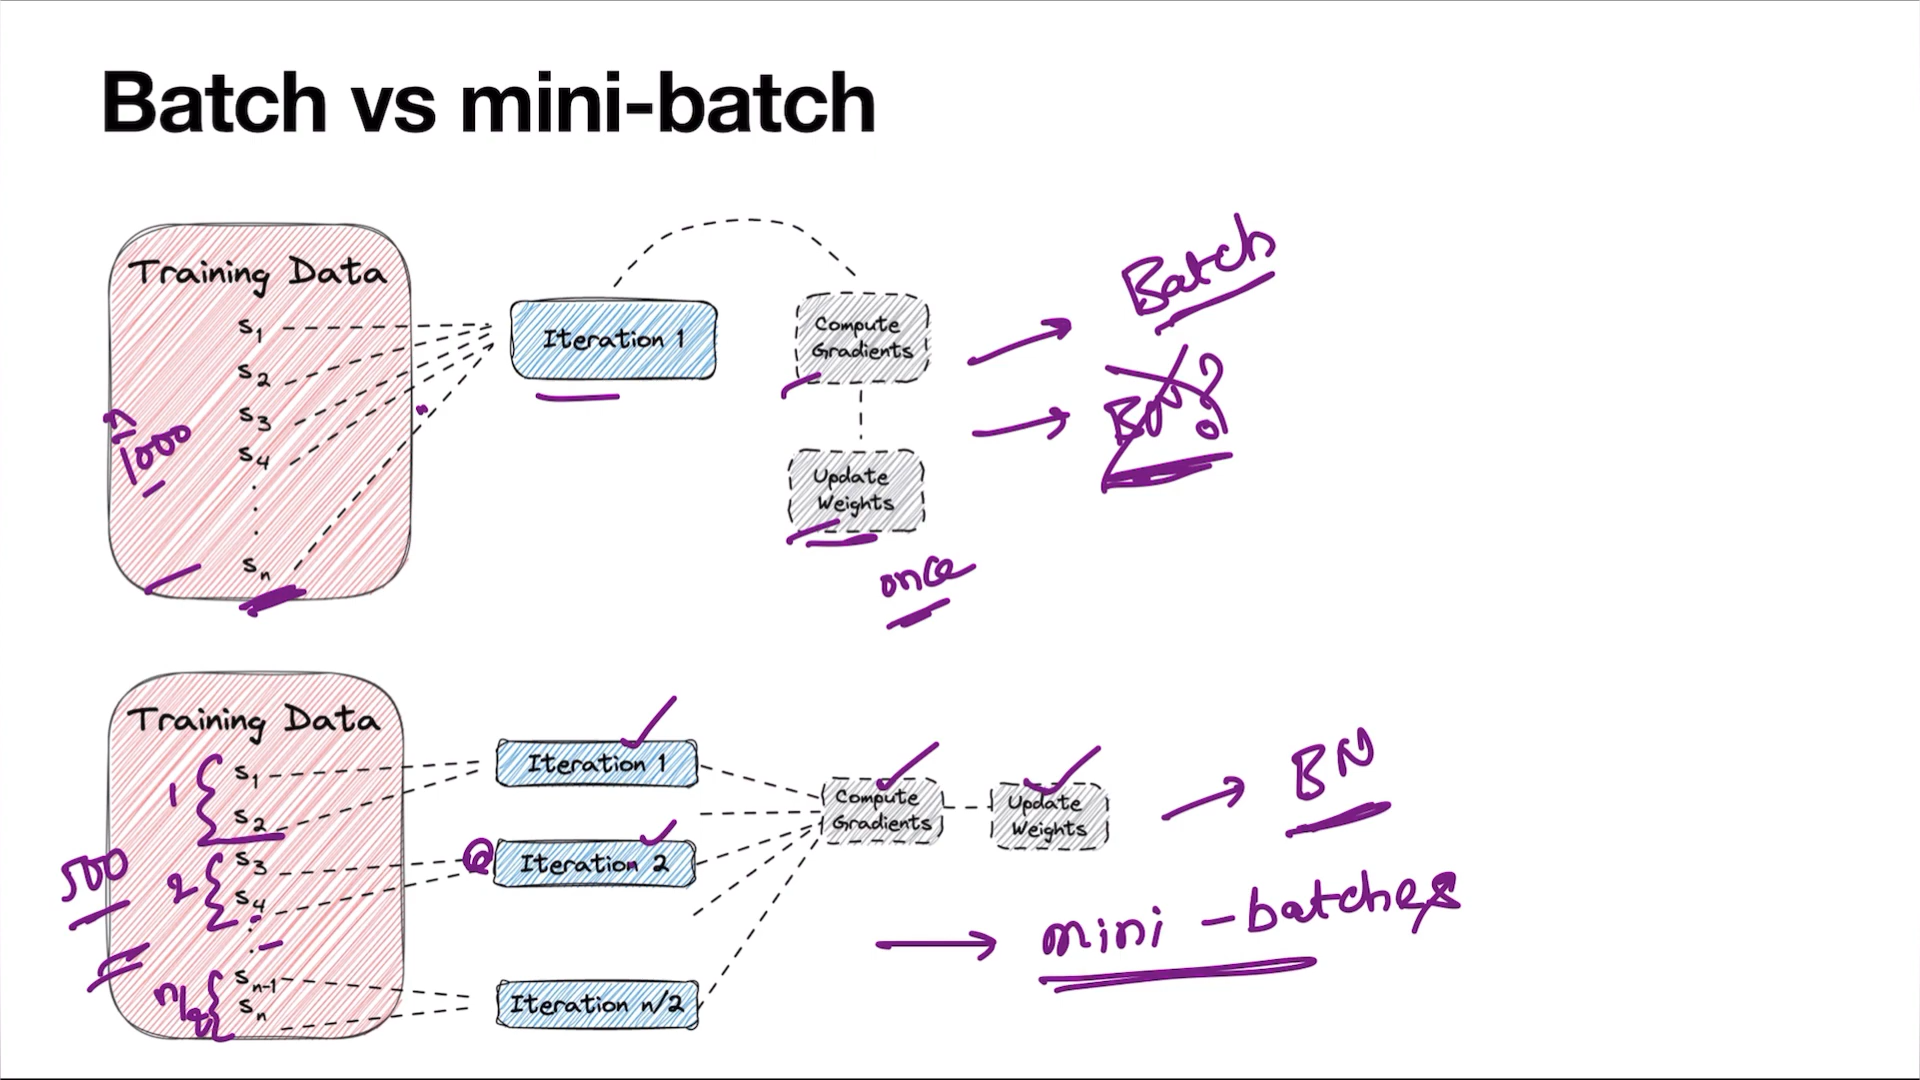 Batch vs mini-batch
Training Data
s1
s2
s3
s4
.
.
.
sn
1000
Iteration 1
Compute
Gradients
Update
Weights
once
Batch
Training Data
1
s1
s2
500
2
s3
s4
.
.
n/2
sn-1
sn
Iteration 1
Iteration 2
Iteration n/2
Compute
Gradients
Update
Weights
BN
mini-batches